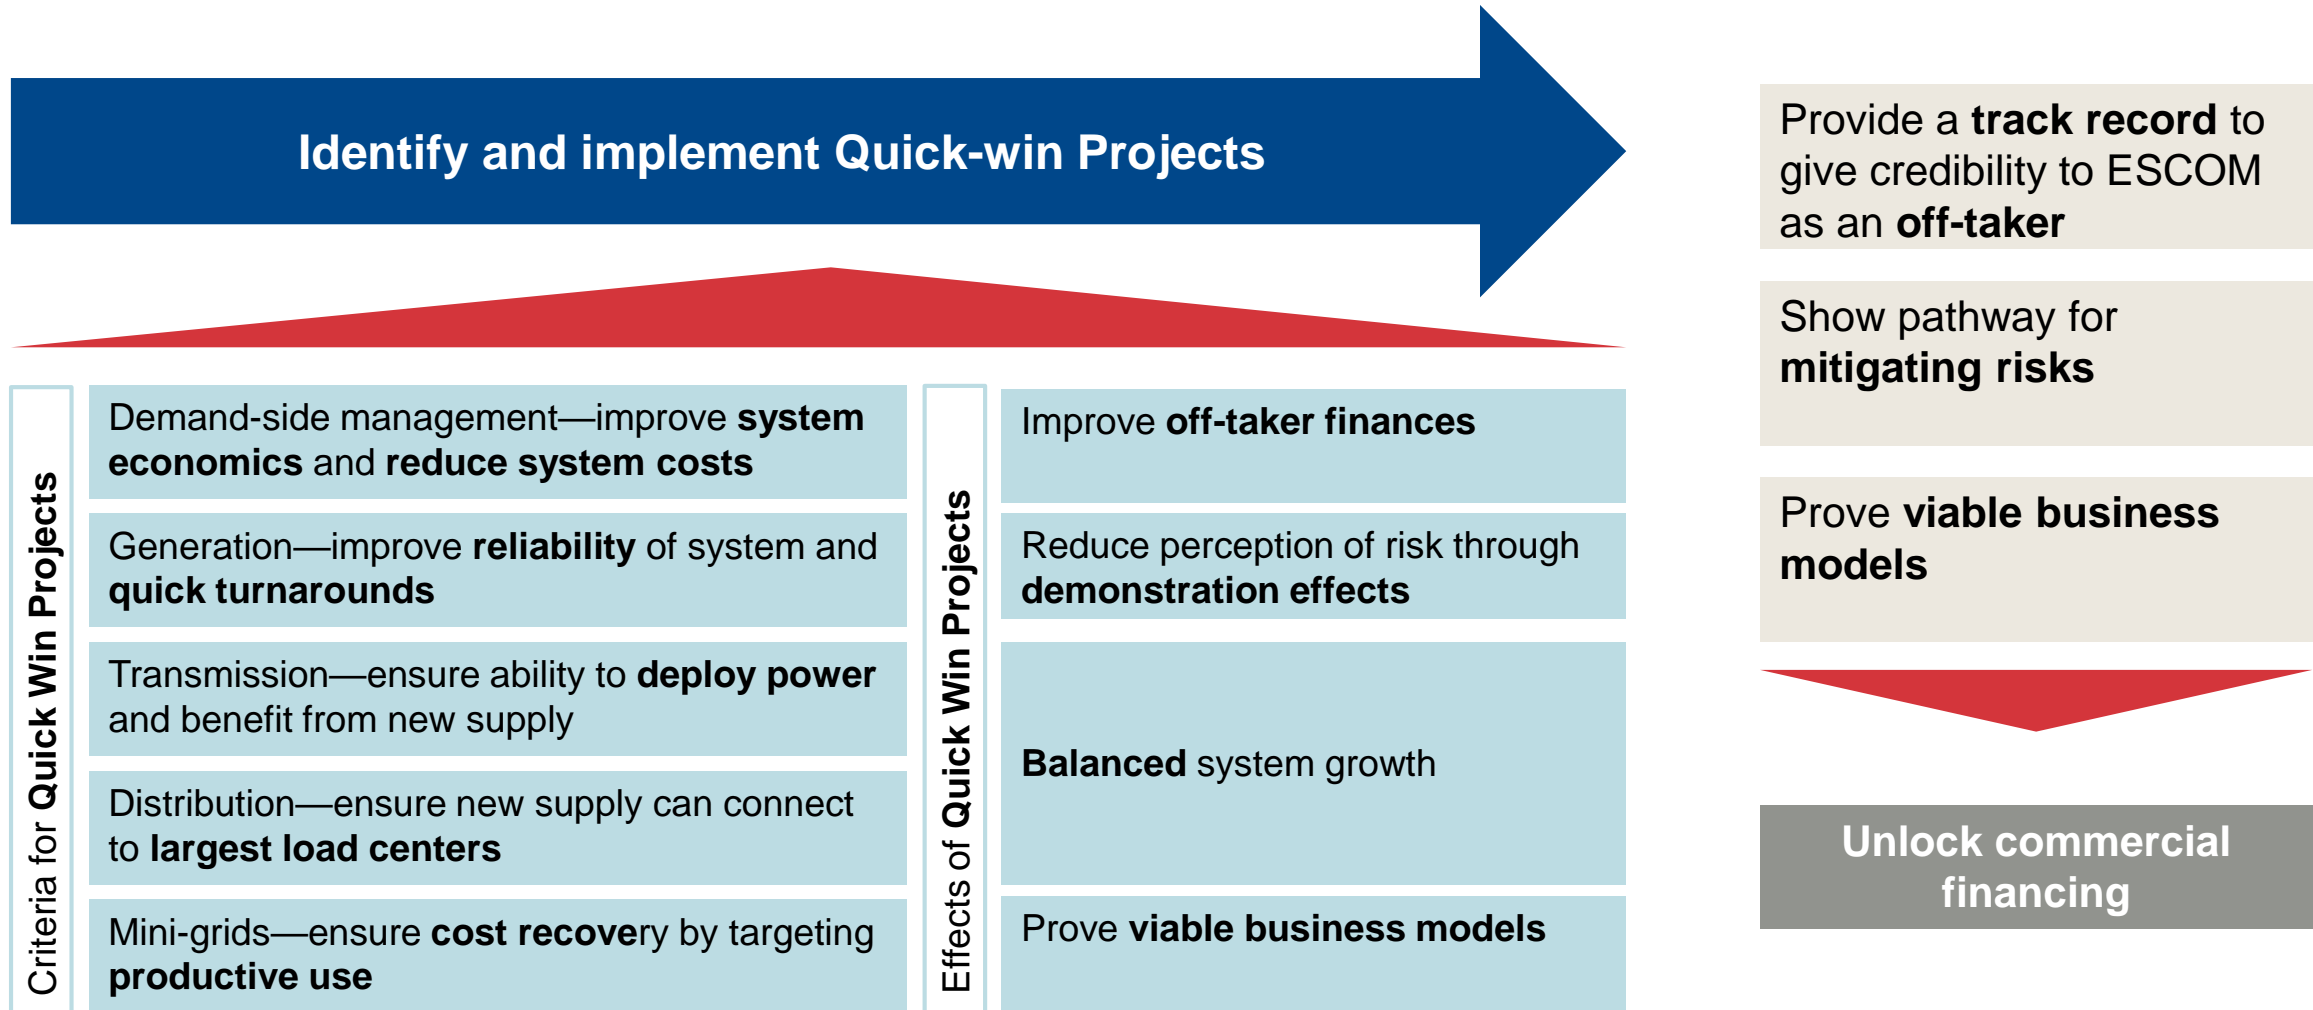 Identify and implement Quick-win Projects
Criteria for Quick Win Projects
Demand-side management—improve system
economics and reduce system costs
Generation—improve reliability of system and
quick turnarounds
Transmission—ensure ability to deploy power
and benefit from new supply
Distribution—ensure new supply can connect
to largest load centers
Mini-grids—ensure cost recovery by targeting
productive use
Effects of Quick Win Projects
Improve off-taker finances
Reduce perception of risk through
demonstration effects
Balanced system growth
Prove viable business models
Provide a track record to
give credibility to ESCOM
as an off-taker
Show pathway for
mitigating risks
Prove viable business
models
Unlock commercial
financing